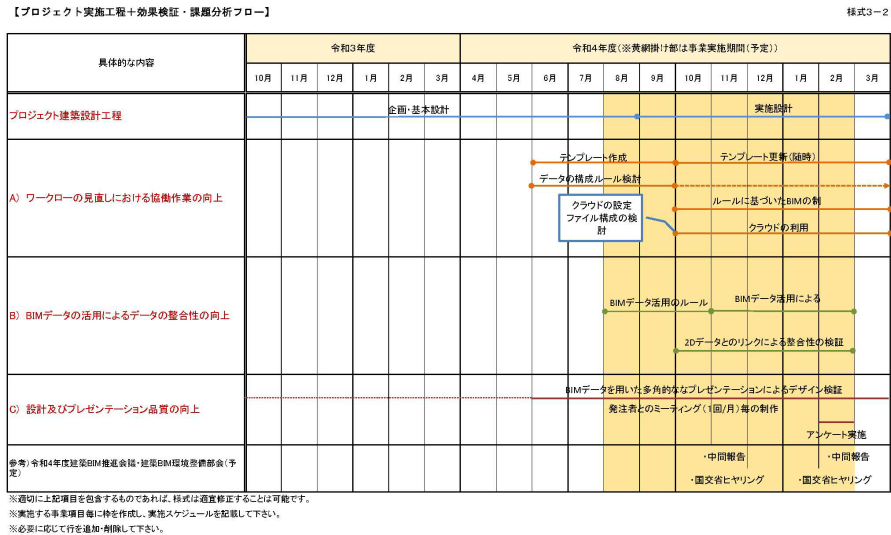 【プロジェクト実施工程＋効果検証・課題分析フロー】
様式3－2
具体的な内容
令和3年度
令和4年度(※黄網掛け部は事業実施期間(予定))
10月 11月 12月 1月 2月 3月 4月 5月 6月 7月 8月 9月 10月 11月 12月 1月 2月 3月
プロジェクト建築設計工程
企画・基本設計
実施設計
A) ワークローの見直しにおける協働作業の向上
テンプレート作成
テンプレート更新(随時)
データの構成ルール検討
クラウドの設定
ファイル構成の検
討
ルールに基づいたBIMの制
クラウドの利用
B) BIMデータの活用によるデータの整合性の向上
BIMデータ活用のルール
BIMデータ活用による
2Dデータとのリンクによる整合性の検証
C) 設計及びプレゼンテーション品質の向上
BIMデータを用いた多角的ななプレゼンテーションによるデザイン検証
発注者とのミーティング(1回/月)毎の制作
アンケート実施
参考)令和4年度建築BIM推進会議・建築BIM環境整備部会(予
定)
・中間報告
・中間報告
・国交省ヒヤリング
・国交省ヒヤリング
※適切に上記項目を包含するものであれば、様式は適宜修正することは可能です。
※実施する事業項目毎に枠を作成し、実施スケジュールを記載して下さい。
※必要に応じて行を追加・削除して下さい。